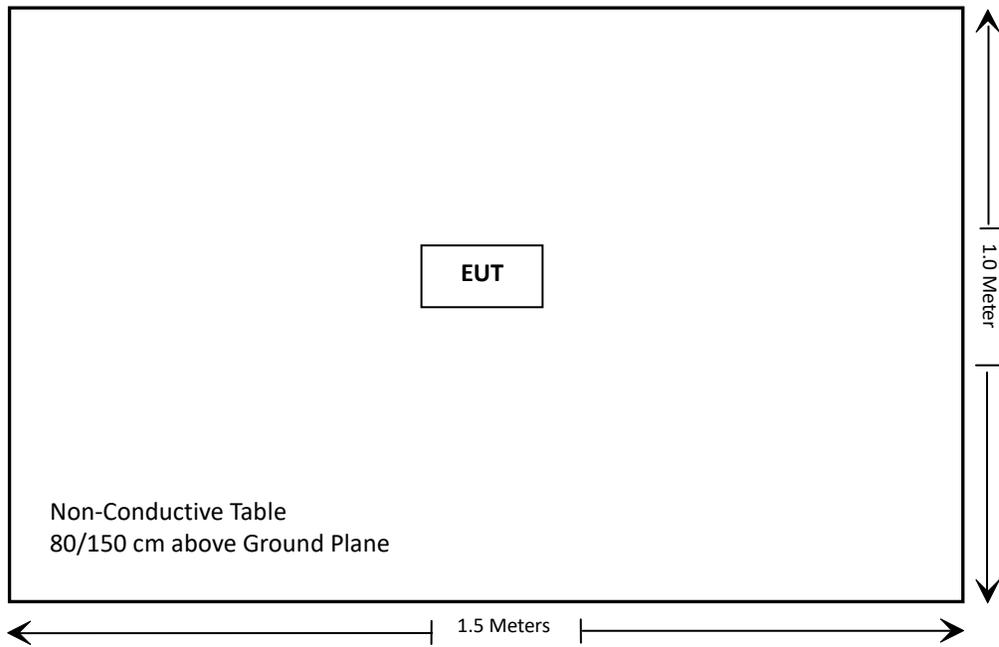 EUT
1.0 Meter
Non-Conductive Table
80/150 cm above Ground Plane
1.5 Meters